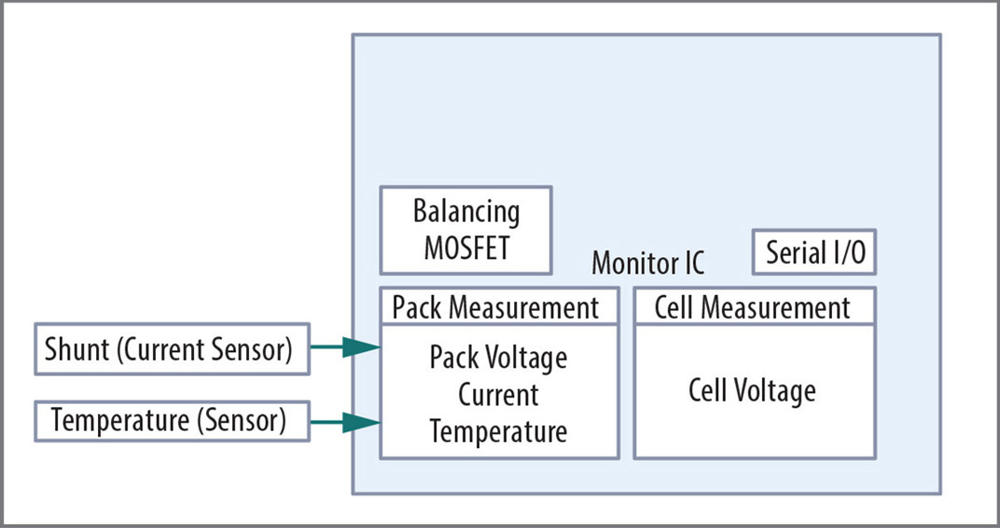 Balancing
MOSFET
Monitor IC
Serial I/O
Pack Measurement
Cell Measurement
Shunt (Current Sensor)
Pack Voltage
Current
Temperature
Cell Voltage
Temperature (Sensor)